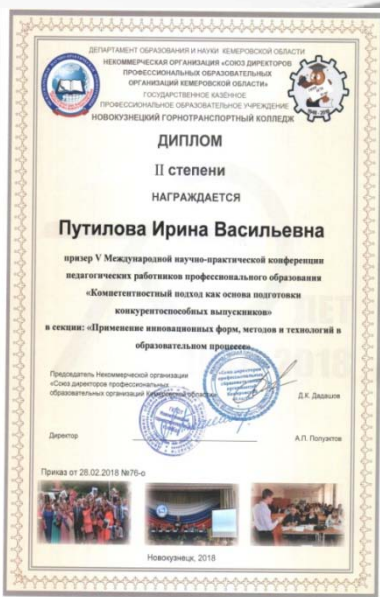 ДЕПАРТАМЕНТ ОБРАЗОВАНИЯ И НАУКИ КЕМЕРОВСКОЙ ОБЛАСТИ
НЕКОММЕРЧЕСКАЯ ОРГАНИЗАЦИЯ «СОЮЗ ДИРЕКТОРОВ
ПРОФЕССИОНАЛЬНЫХ ОБРАЗОВАТЕЛЬНЫХ
ОРГАНИЗАЦИЙ КЕМЕРОВСКОЙ ОБЛАСТИ»
ГОСУДАРСТВЕННОЕ КАЗЁННОЕ
ПРОФЕССИОНАЛЬНОЕ ОБРАЗОВАТЕЛЬНОЕ УЧРЕЖДЕНИЕ
НОВОКУЗНЕЦКИЙ ГОРНОТРАНСПОРТНЫЙ КОЛЛЕДЖ
ДИПЛОМ
II степени
НАГРАЖДАЕТСЯ
Путилова Ирина Васильевна
призер V Международной научно-практической конференции
педагогических работников профессионального образования
«Компетентностный подход как основа подготовки
конкурентоспособных выпускников»
в секции: «Применение инновационных форм, методов и технологий в
образовательном процессе»
Председатель Некоммерческой организации
«Союз директоров профессиональных
образовательных организаций Кемеровской области»
Д.К. Дадашов
Директор
А.П. Полуэктов
Приказ от 28.02.2018 №76-о
Новокузнецк, 2018